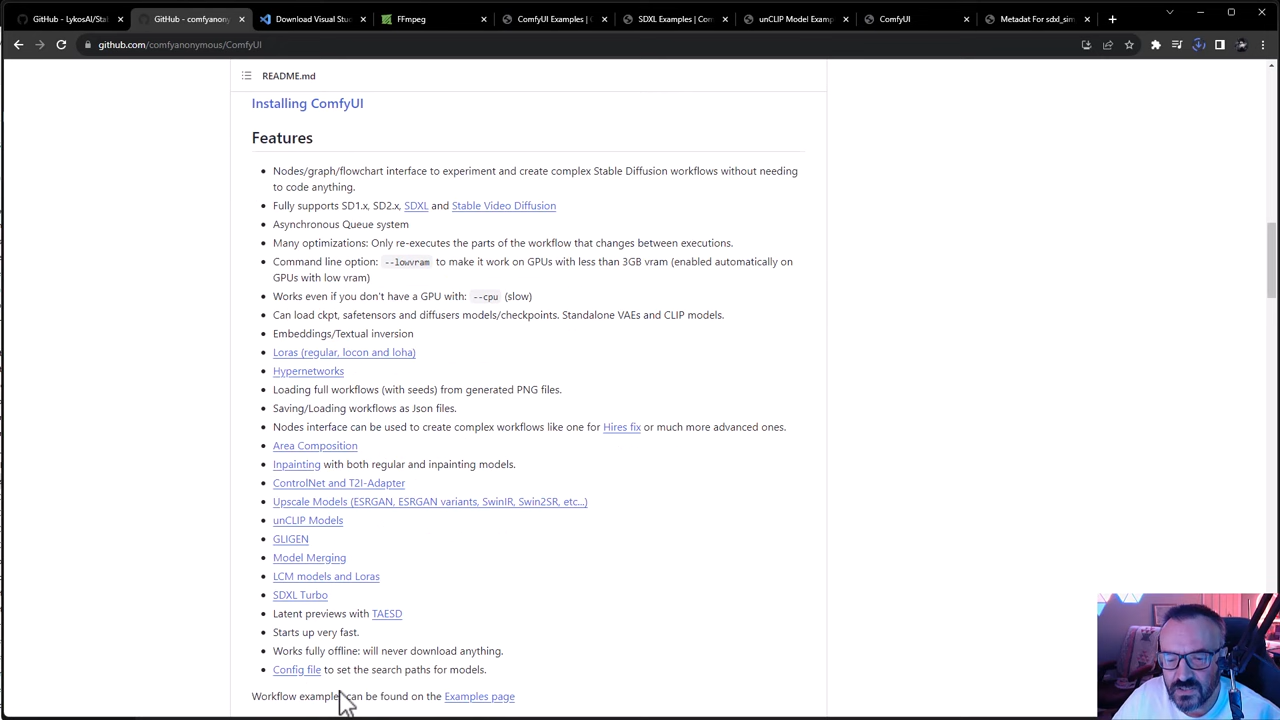 GitHub - LykosAI/Stal
GitHub - comfyanonym
Download Visual Stud
FFmpeg
ComfyUI Examples | C
SDXL Examples | Com
unCLIP Model Examp
ComfyUI
Metadat For sdxl_sim
github.com/comfyanonymous/ComfyUI
README.md
Installing ComfyUI
Features
Nodes/graph/flowchart interface to experiment and create complex Stable Diffusion workflows without needing
to code anything.
Fully supports SD1.x, SD2.x, SDXL and Stable Video Diffusion
Asynchronous Queue system
Many optimizations: Only re-executes the parts of the workflow that changes between executions.
Command line option: --lowvram to make it work on GPUs with less than 3GB vram (enabled automatically on
GPUs with low vram)
Works even if you don't have a GPU with: --cpu (slow)
Can load ckpt, safetensors and diffusers models/checkpoints. Standalone VAEs and CLIP models.
Embeddings/Textual inversion
Loras (regular, locon and loha)
Hypernetworks
Loading full workflows (with seeds) from generated PNG files.
Saving/Loading workflows as Json files.
Nodes interface can be used to create complex workflows like one for Hires fix or much more advanced ones.
Area Composition
Inpainting with both regular and inpainting models.
ControlNet and T2I-Adapter
Upscale Models (ESRGAN, ESRGAN variants, SwinIR, Swin2SR, etc...)
unCLIP Models
GLIGEN
Model Merging
LCM models and Loras
SDXL Turbo
Latent previews with TAESD
Starts up very fast.
Works fully offline: will never download anything.
Config file to set the search paths for models.
Workflow examples can be found on the Examples page